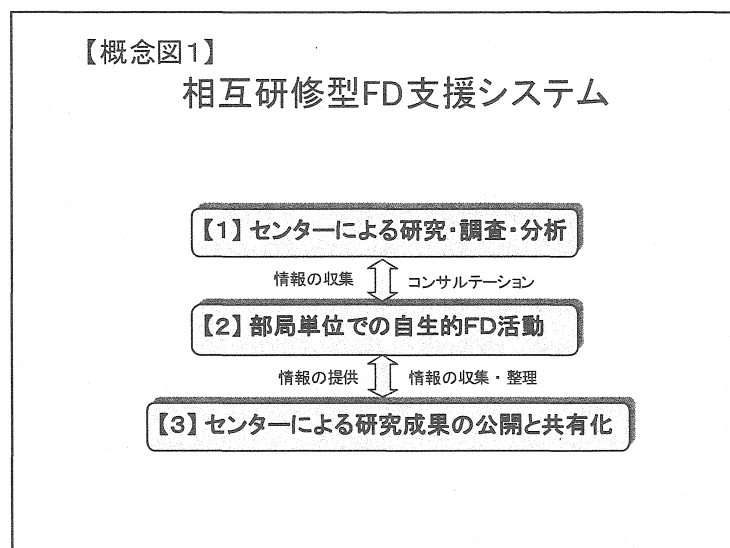 【概念図1】
相互研修型FD支援システム
【1】センターによる研究・調査・分析
情報の収集 コンサルテーション
【2】部局単位での自生的FD活動
情報の提供 情報の収集・整理
【3】センターによる研究成果の公開と共有化